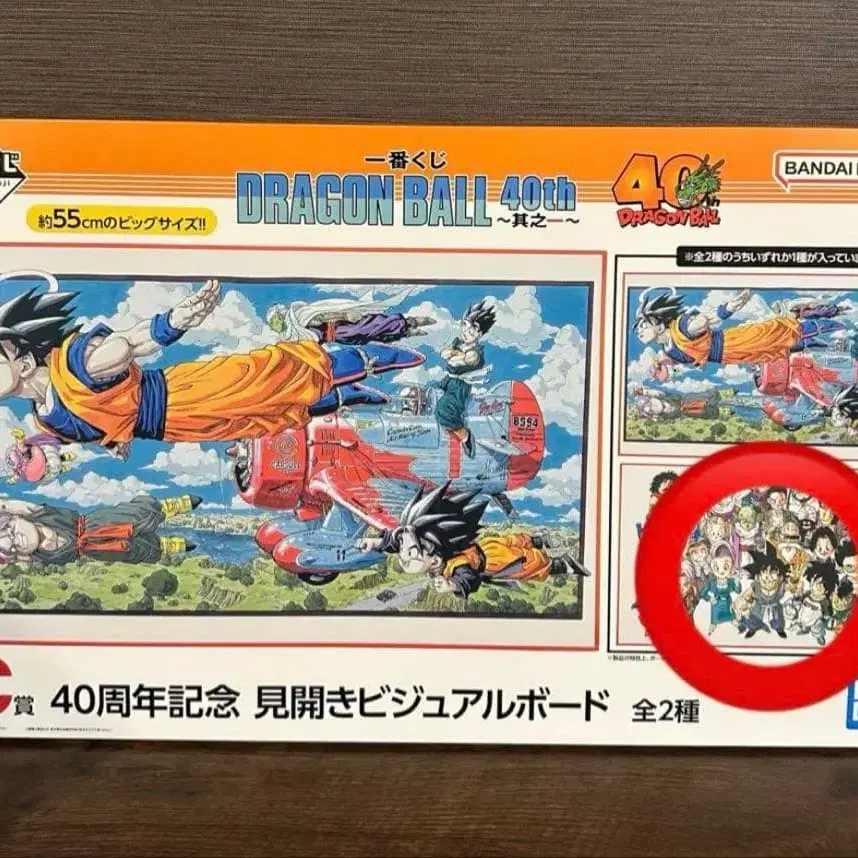 一番くじ
DRAGON BALL 40th
～其之一～
40th
DRAGON BALL
BANDAI
約55cmのビッグサイズ!!
※全2種のうちいずれか1種が入ってい
CAPSULE
BS94
C賞 40周年記念 見開きビジュアルボード 全2種